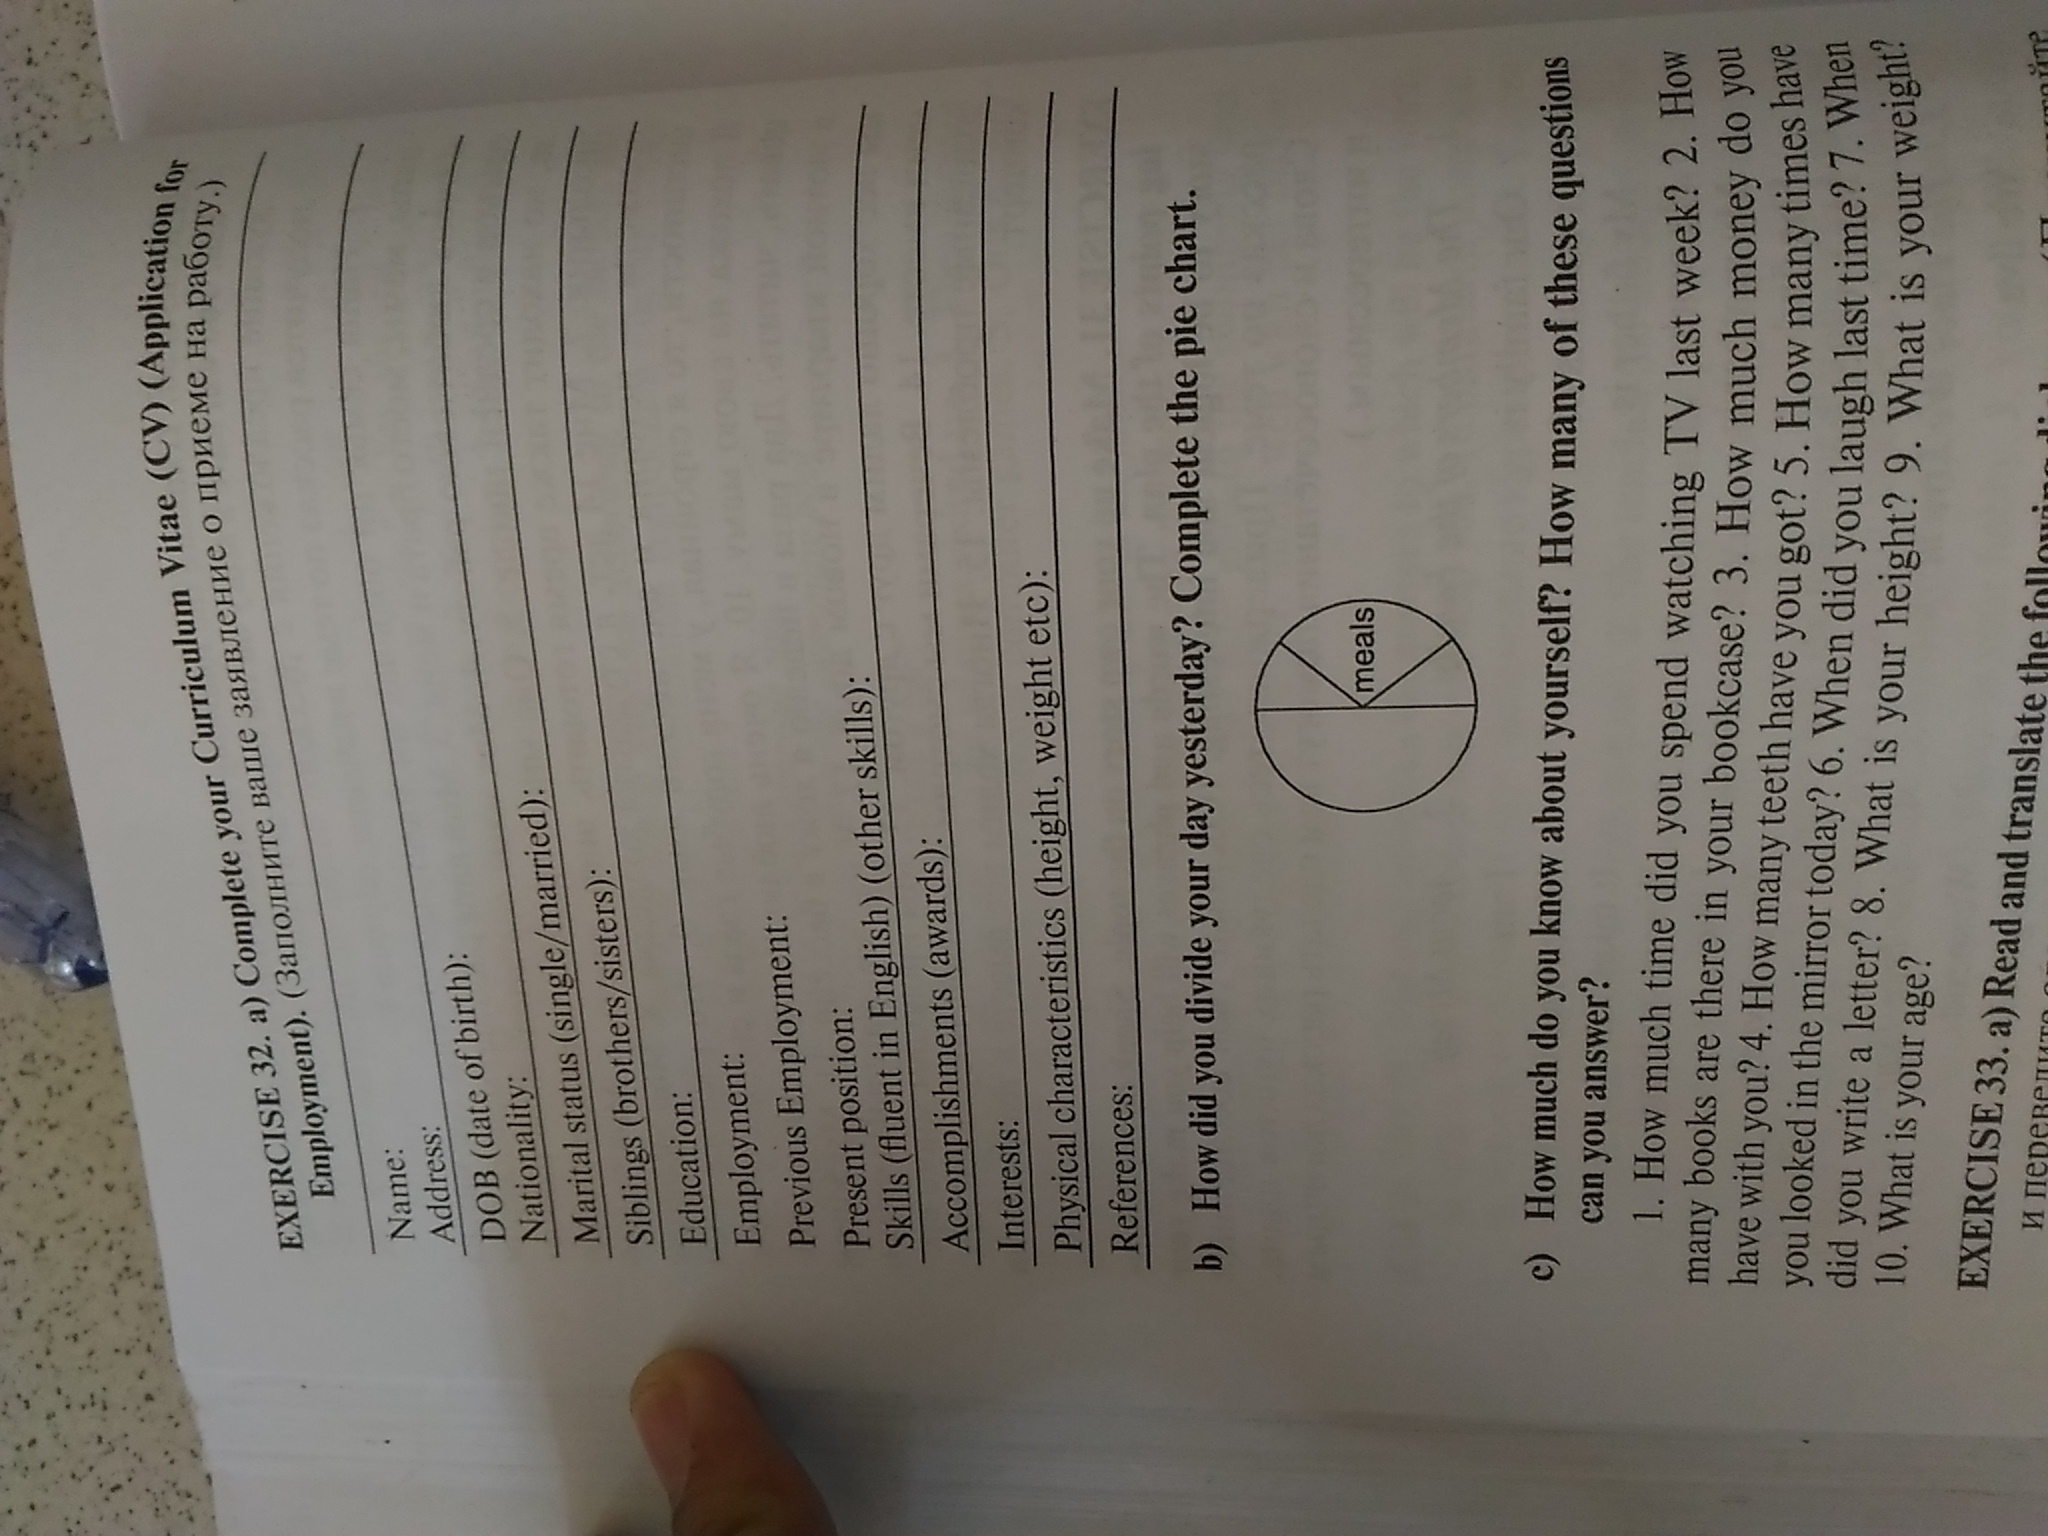 EXERCISE 32. a) Complete your Curriculum Vitae (CV) (Application for
Employment). (Заполните ваше заявление о приеме на работу.)
Name:
Address:
DOB (date of birth):
Nationality:
Marital status (single/married):
Siblings (brothers/sisters):
Education:
Employment:
Previous Employment:
Present position:
Skills (fluent in English) (other skills):
Accomplishments (awards):
Interests:
Physical characteristics (height, weight etc):
References:
b) How did you divide your day yesterday? Complete the pie chart.
meals
c) How much do you know about yourself? How many of these questions
can you answer?
1. How much time did you spend watching TV last week? 2. How
many books are there in your bookcase? 3. How much money do you
have with you? 4. How many teeth have you got? 5. How many times have
you looked in the mirror today? 6. When did you laugh last time? 7. When
did you write a letter? 8. What is your height? 9. What is your weight?
10. What is your age?
EXERCISE 33. a) Read and translate the following
и переведите